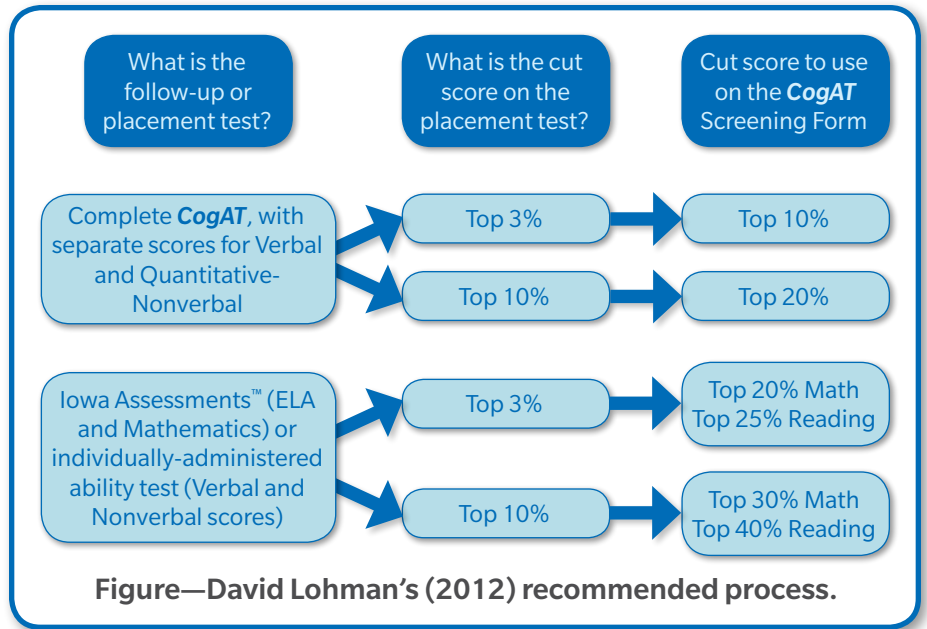 What is the
follow-up or
placement test?
What is the cut
score on the
placement test?
Cut score to use
on the CogAT
Screening Form
Complete CogAT, with
separate scores for Verbal
and Quantitative-
Nonverbal
Top 3%
Top 10%
Top 10%
Top 20%
Iowa Assessments™ (ELA
and Mathematics) or
individually-administered
ability test (Verbal and
Nonverbal scores)
Top 3%
Top 20% Math
Top 25% Reading
Top 10%
Top 30% Math
Top 40% Reading
Figure—David Lohman’s (2012) recommended process.